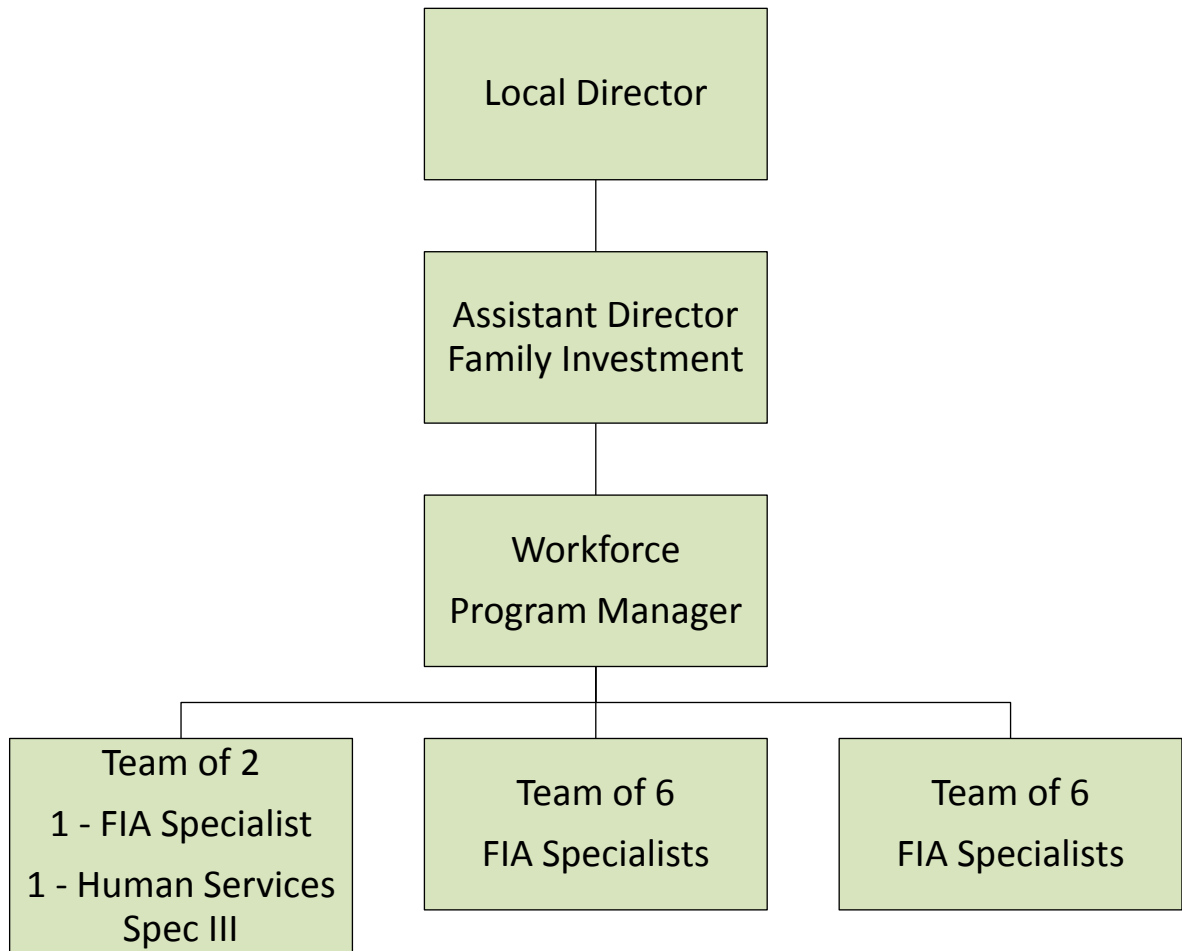 Local Director
Assistant Director
Family Investment
Workforce
Program Manager
Team of 2
1 - FIA Specialist
1 - Human Services
Spec III
Team of 6
FIA Specialists
Team of 6
FIA Specialists